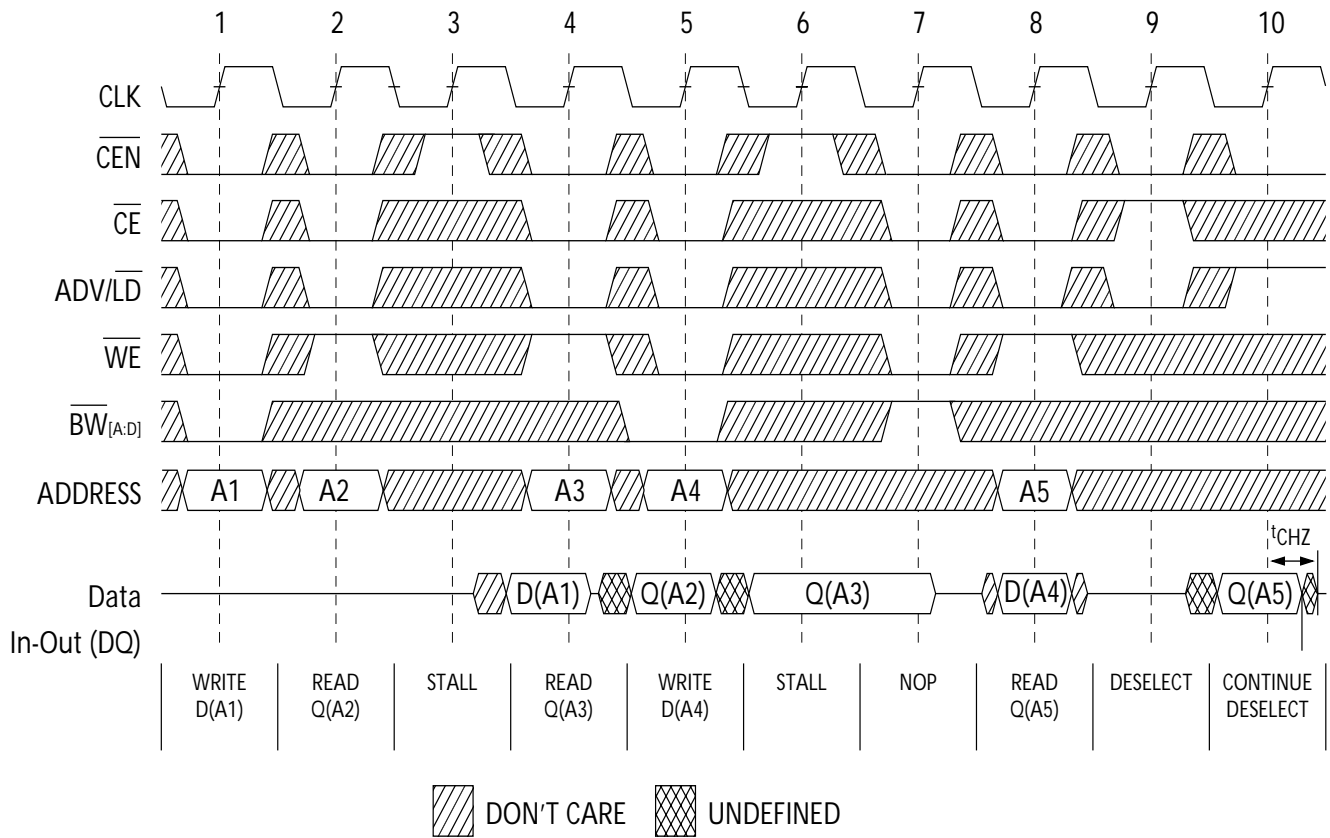 1 2 3 4 5 6 7 8 9 10
CLK
CEN
CE
ADV/LD
WE
BW[A:D]
ADDRESS A1 A2 A3 A4 A5
tCHZ
Data D(A1) Q(A2) Q(A3) D(A4) Q(A5)
In-Out (DQ)
WRITE READ STALL READ WRITE STALL NOP READ DESELECT CONTINUE
D(A1) Q(A2) Q(A3) D(A4) Q(A5) DESELECT
DON'T CARE UNDEFINED